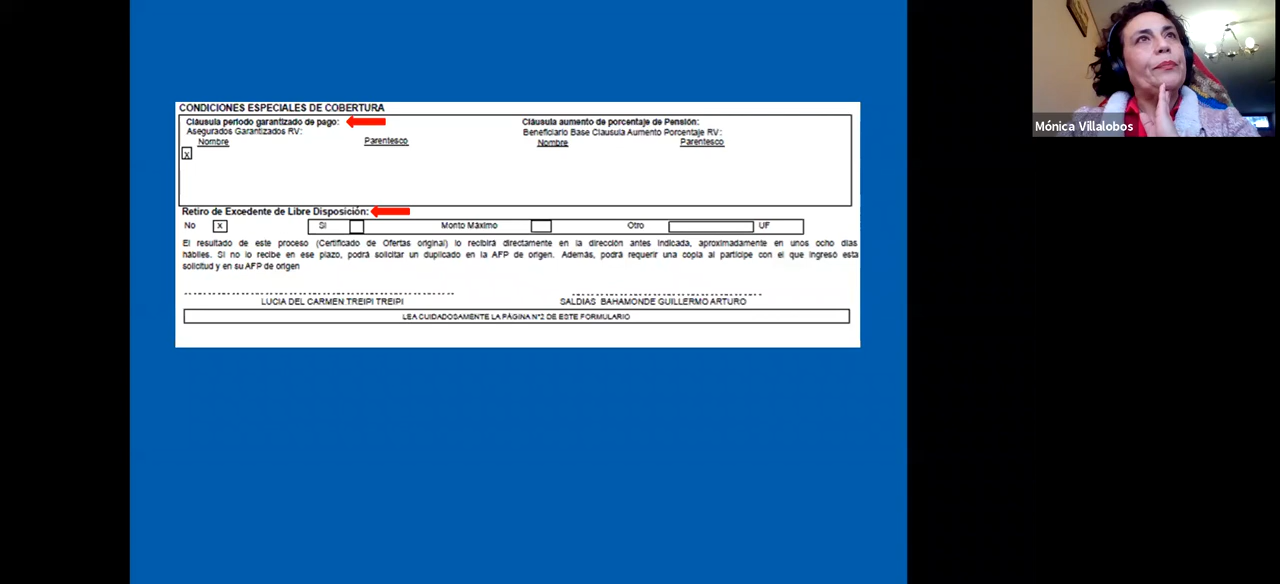 CONDICIONES ESPECIALES DE COBERTURA
Cláusula periodo garantizado de pago:
Asegurados Garantizados RV:
Nombre Parentesco
X
Cláusula aumento de porcentaje de Pensión:
Beneficiario Base Clausula Aumento Porcentaje RV:
Nombre Parentesco
Retiro de Excedente de Libre Disposición:
No X SI Monto Máximo Otro UF
El resultado de este proceso (Certificado de Ofertas original) lo recibirá directamente en la dirección antes indicada, aproximadamente en unos ocho días
hábiles. Si no lo recibe en ese plazo, podrá solicitar un duplicado en la AFP de origen. Además, podrá requerir una copia al participe con el que ingresó esta
solicitud y en su AFP de origen
LUCIA DEL CARMEN TREIPI TREIPI SALDIAS BAHAMONDE GUILLERMO ARTURO
LEA CUIDADOSAMENTE LA PÁGINA N°2 DE ESTE FORMULARIO
Mónica Villalobos